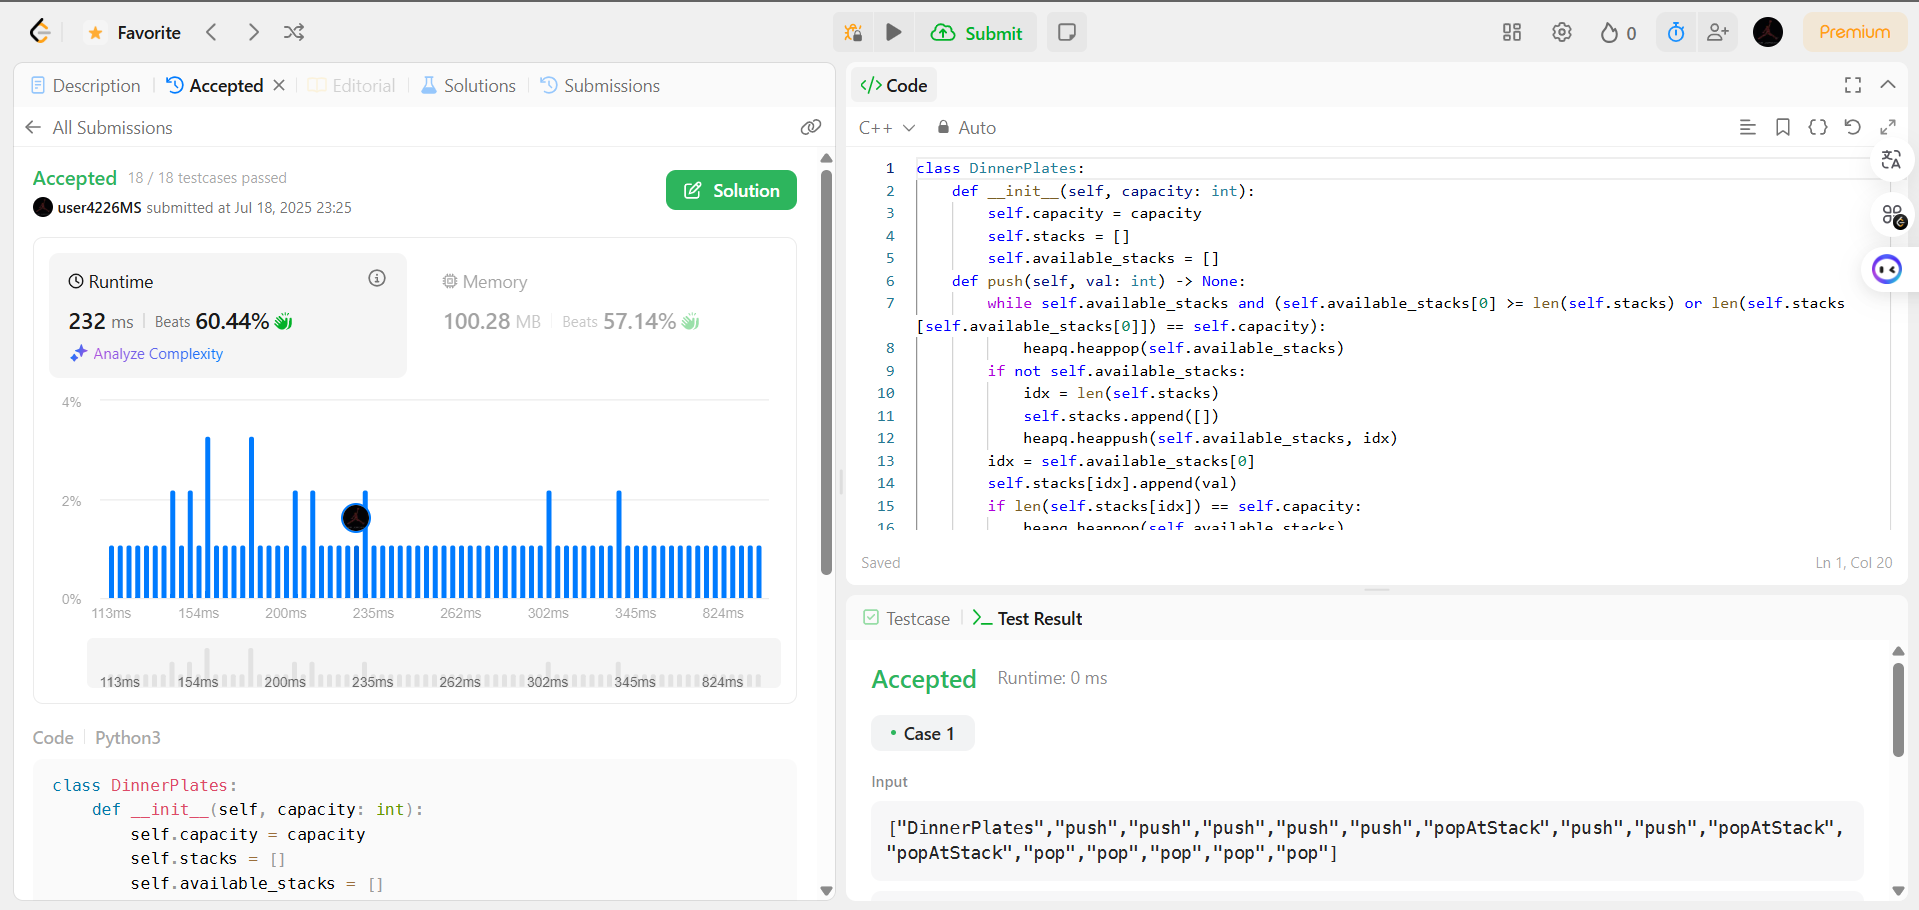 Favorite
Submit
0
Premium
Description
Accepted
Editorial
Solutions
Submissions
All Submissions
Accepted 18 / 18 testcases passed
user4226MS submitted at Jul 18, 2025 23:25
Solution
Runtime
232 ms Beats 60.44%
Analyze Complexity
Memory
100.28 MB Beats 57.14%
4%
2%
0%
113ms 154ms 200ms 235ms 262ms 302ms 345ms 824ms
113ms 154ms 200ms 235ms 262ms 302ms 345ms 824ms
Code Python3
class DinnerPlates:
def __init__(self, capacity: int):
self.capacity = capacity
self.stacks = []
self.available_stacks = []
</> Code
C++ Auto
1 class DinnerPlates:
2 def __init__(self, capacity: int):
3 self.capacity = capacity
4 self.stacks = []
5 self.available_stacks = []
6 def push(self, val: int) -> None:
7 while self.available_stacks and (self.available_stacks[0] >= len(self.stacks) or len(self.stacks
[self.available_stacks[0]]) == self.capacity):
8 heapq.heappop(self.available_stacks)
9 if not self.available_stacks:
10 idx = len(self.stacks)
11 self.stacks.append([])
12 heapq.heappush(self.available_stacks, idx)
13 idx = self.available_stacks[0]
14 self.stacks[idx].append(val)
15 if len(self.stacks[idx]) == self.capacity:
16 heapq.heappop(self.available_stacks)
Saved
Ln 1, Col 20
Testcase
Test Result
Accepted Runtime: 0 ms
• Case 1
Input
["DinnerPlates","push","push","push","push","push","popAtStack","push","push","popAtStack",
"popAtStack","pop","pop","pop","pop","pop"]